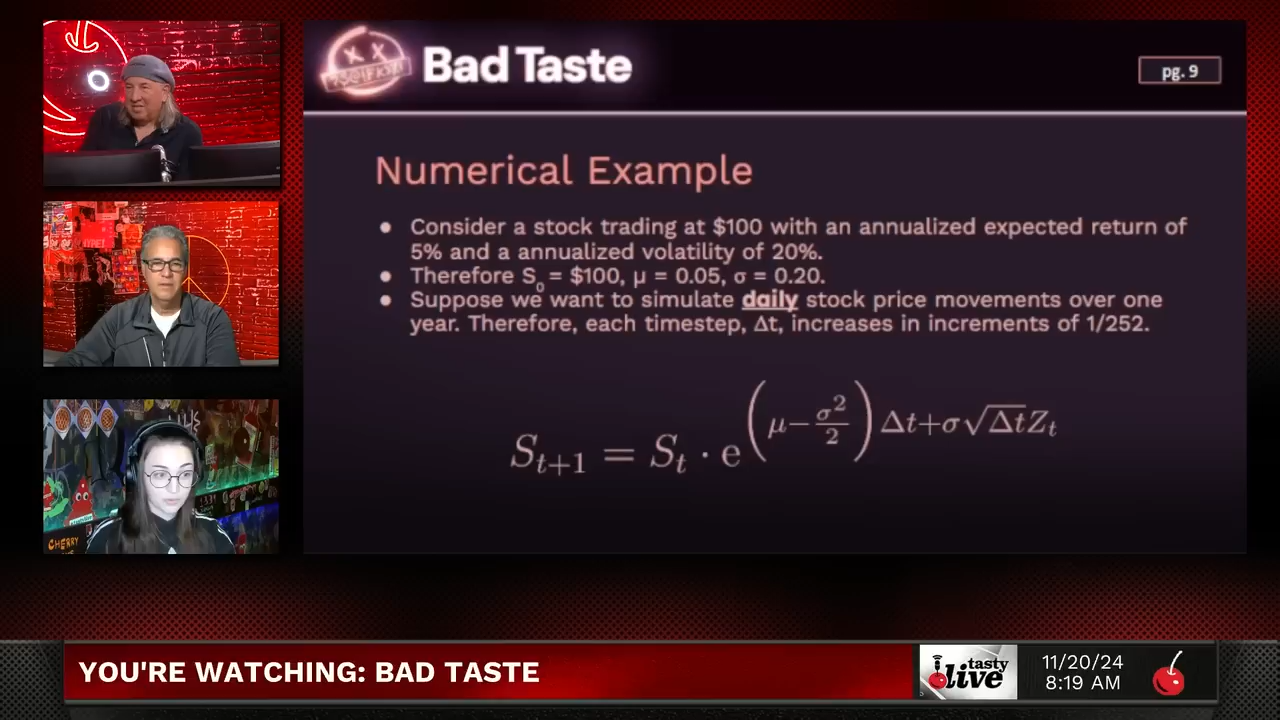 Bad Taste
pg. 9
Numerical Example
● Consider a stock trading at $100 with an annualized expected return of
5% and a annualized volatility of 20%.
● Therefore S₀ = $100, μ = 0.05, σ = 0.20.
● Suppose we want to simulate daily stock price movements over one
year. Therefore, each timestep, Δt, increases in increments of 1/252.
S_{t+1} = S_t · e^{(μ−σ²/2)Δt+σ√Δt Z_t}
CHERRY
YOU'RE WATCHING: BAD TASTE
tasty
live
11/20/24
8:19 AM